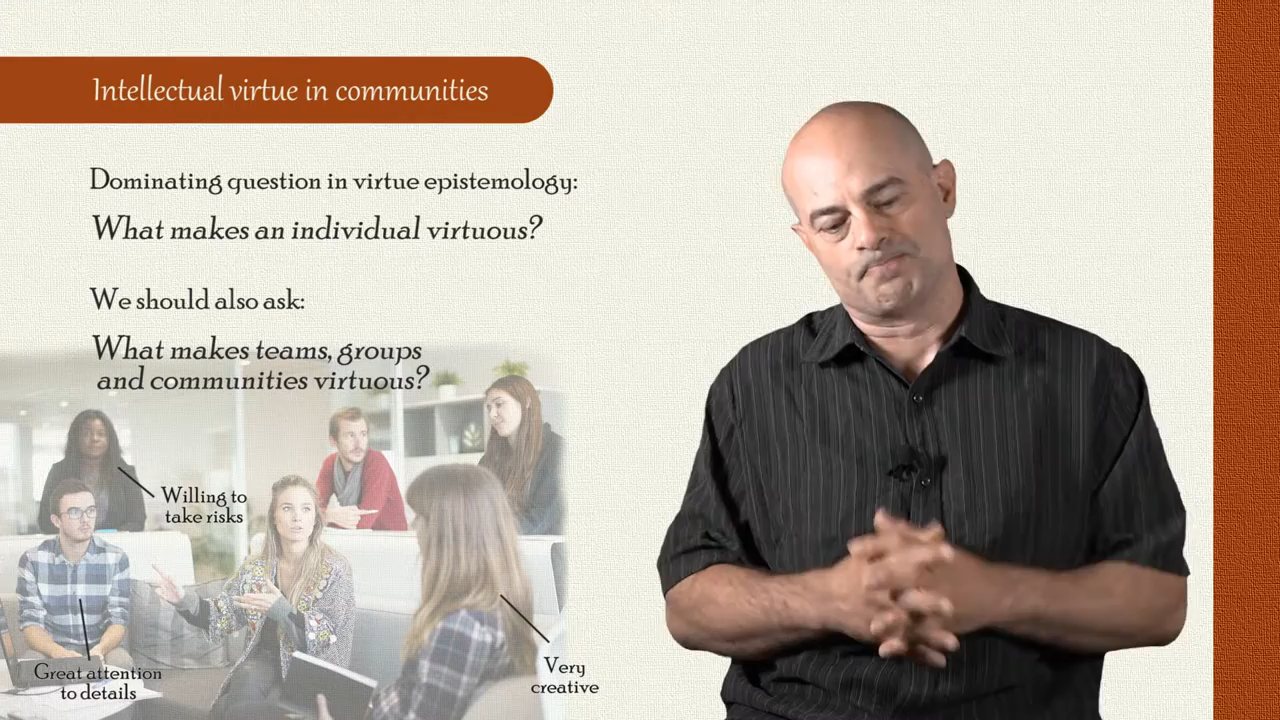 Intellectual virtue in communities
Dominating question in virtue epistemology:
What makes an individual virtuous?
We should also ask:
What makes teams, groups
and communities virtuous?
Willing to
take risks
Great attention
to details
Very
creative